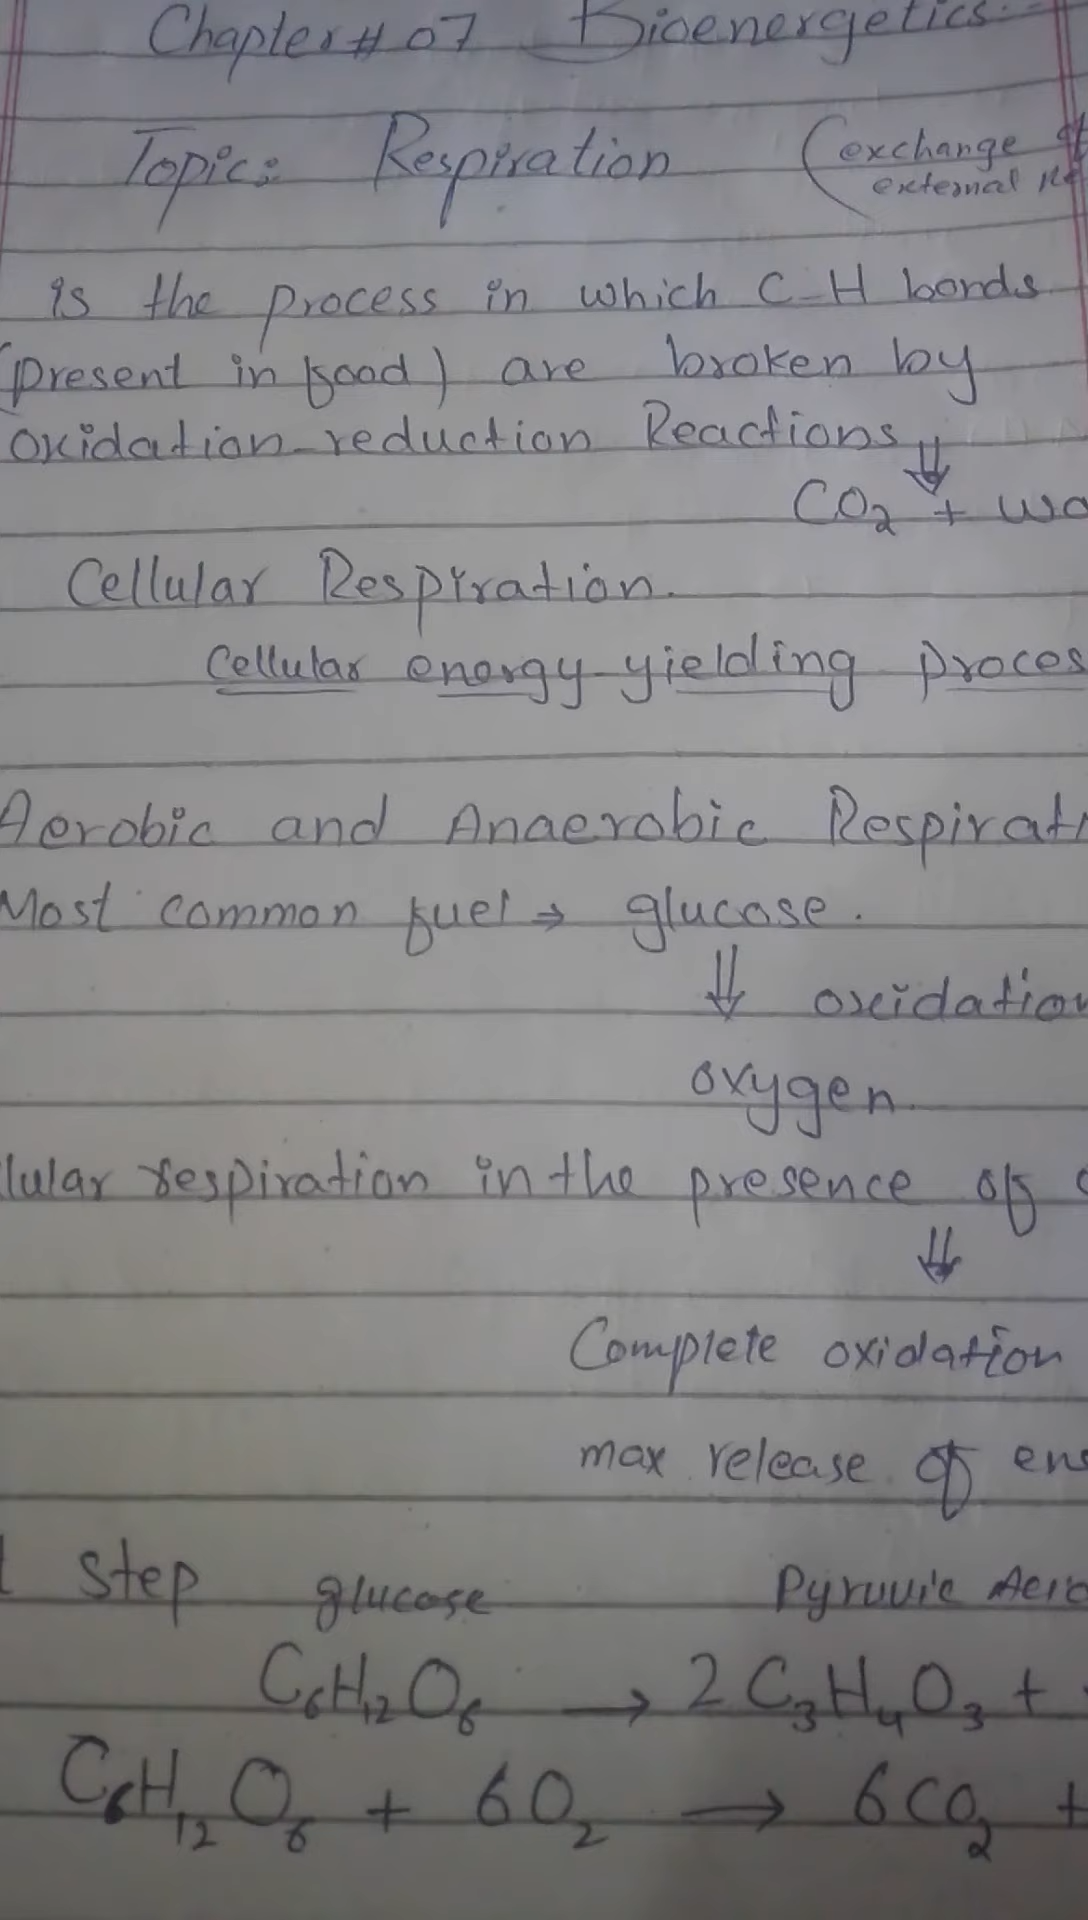 Chapter # 07 Bioenergetics
Topic: Respiration (exchange
external
is the process in which C-H bonds
(present in food) are broken by
oxidation-reduction Reactions
⇓
CO2 + wa
Cellular Respiration.
Cellular energy-yielding proces
Aerobic and Anaerobic Respirati
Most common fuel → glucose.
⇓ oxidation
oxygen
lular respiration in the presence of
⇓
Complete oxidation
max release of ene
Step glucose Pyruvic Acid
C6H12O6 → 2C3H4O3 +
C6H12O6 + 6O2 → 6CO2 +